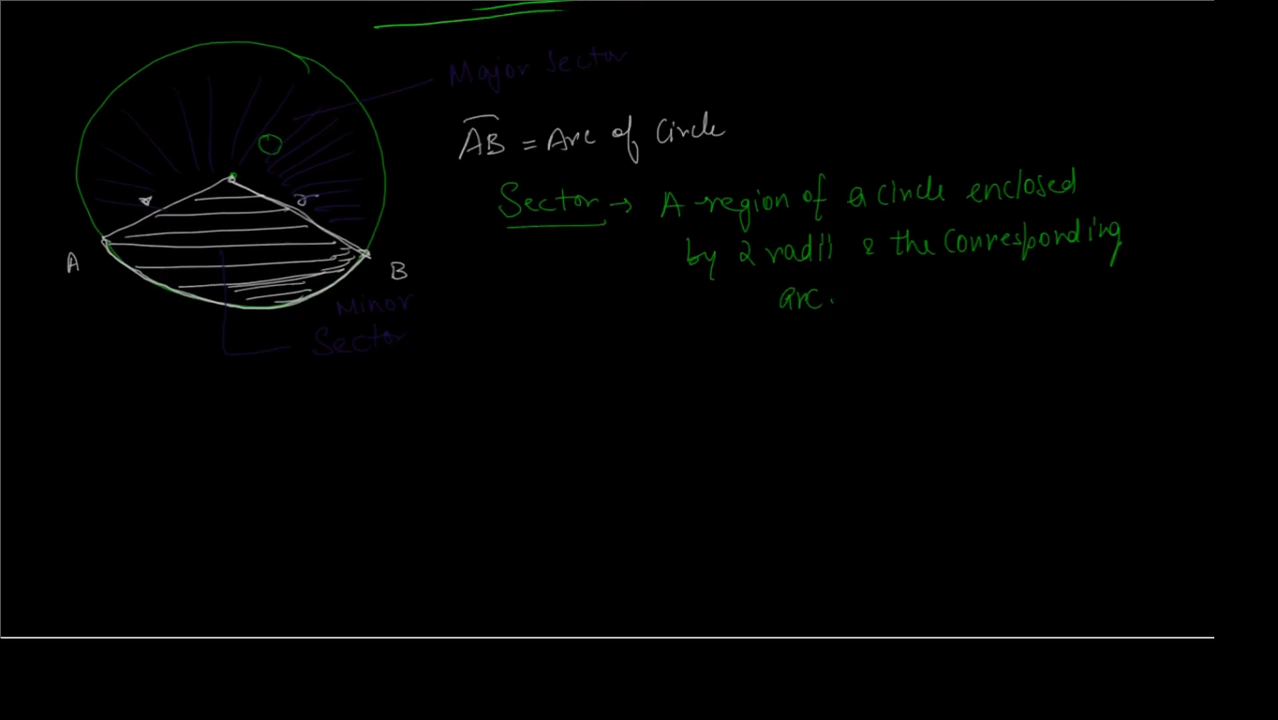 Major Sector
AB = Arc of Circle
Sector → A region of a circle enclosed
by 2 radii & the Corresponding
arc.
r
A
B
Minor
Sector